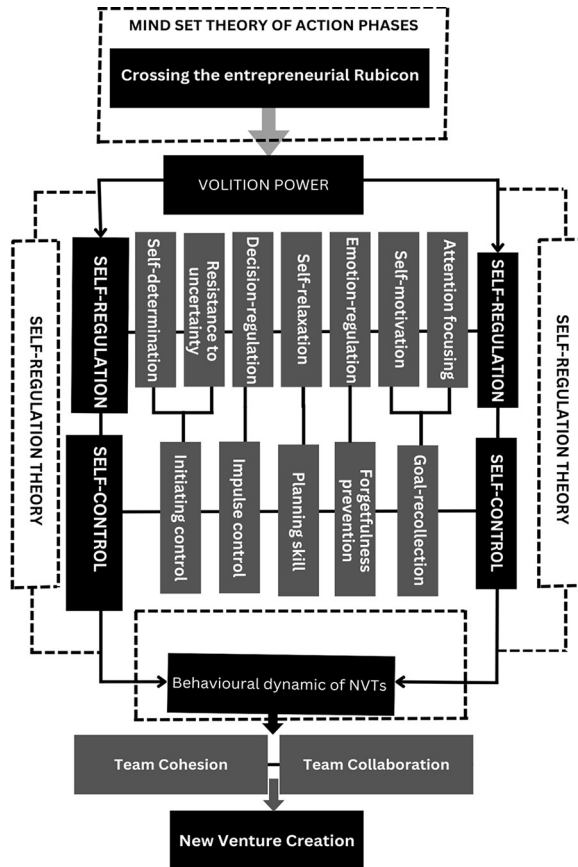 MIND SET THEORY OF ACTION PHASES
Crossing the entrepreneurial Rubicon
VOLITION POWER
SELF-REGULATION THEORY
SELF-REGULATION
Self-determination
Resistance to
uncertainty
Decision-regulation
Self-relaxation
Emotion-regulation
Self-motivation
Attention focusing
SELF-REGULATION
SELF-REGULATION THEORY
SELF-CONTROL
Initiating control
Impulse control
Planning skill
Forgetfulness
prevention
Goal-recollection
SELF-CONTROL
Behavioural dynamic of NVTs
Team Cohesion
Team Collaboration
New Venture Creation